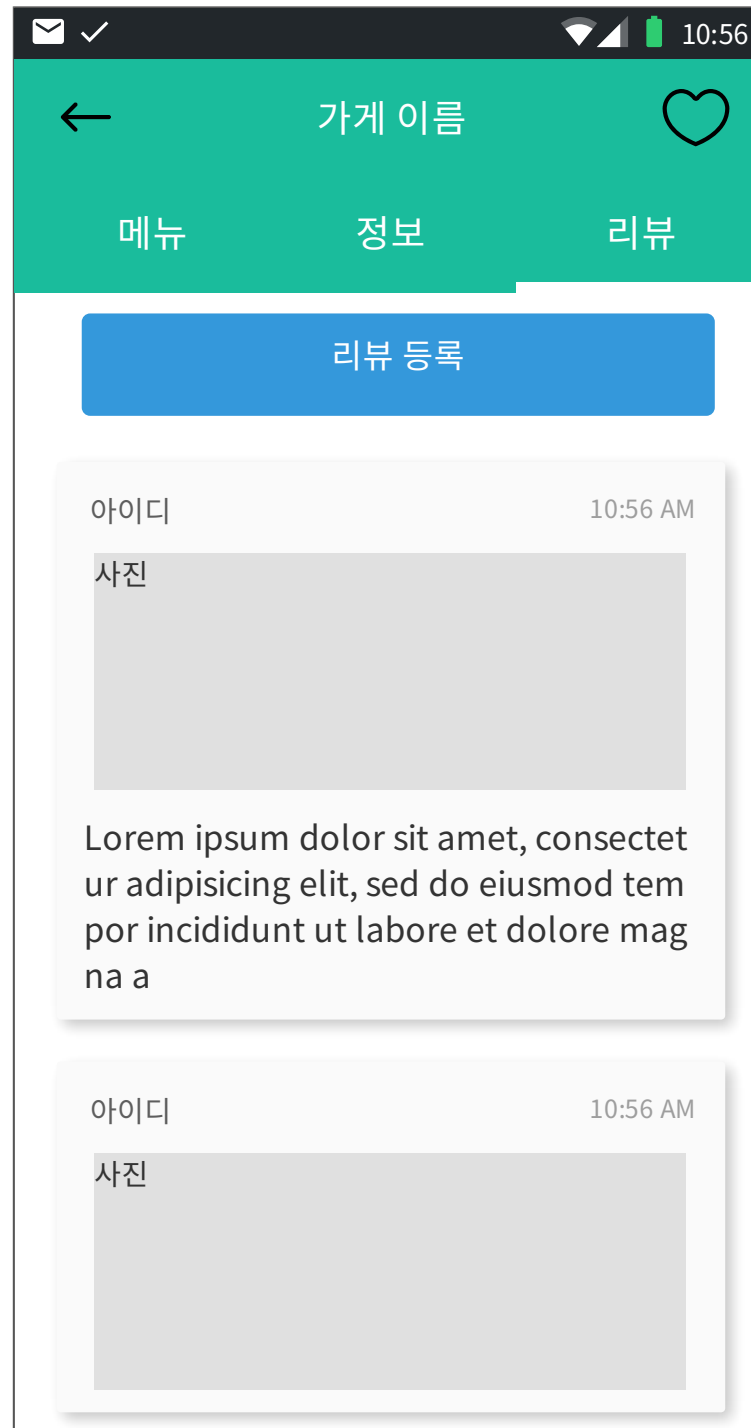 10:56
가게 이름
메뉴 정보 리뷰
리뷰 등록
아이디 10:56 AM
사진
Lorem ipsum dolor sit amet, consectet
ur adipisicing elit, sed do eiusmod tem
por incididunt ut labore et dolore mag
na a
아이디 10:56 AM
사진